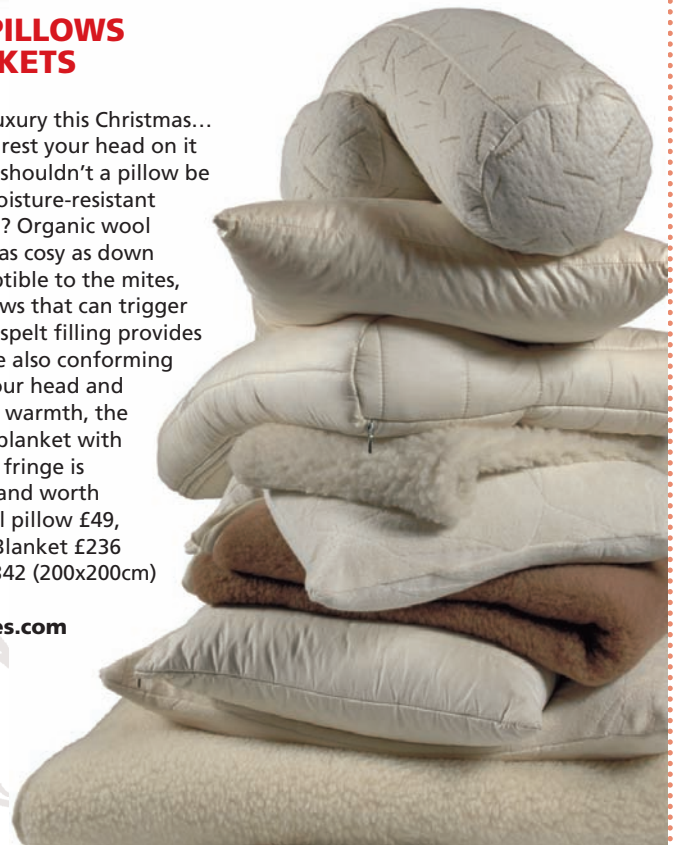 PILLOWS
KETS
uxury this Christmas…
rest your head on it
shouldn't a pillow be
oisture-resistant
? Organic wool
as cosy as down
ptible to the mites,
ws that can trigger
spelt filling provides
e also conforming
our head and
warmth, the
blanket with
fringe is
and worth
l pillow £49,
Blanket £236
342 (200x200cm)
es.com